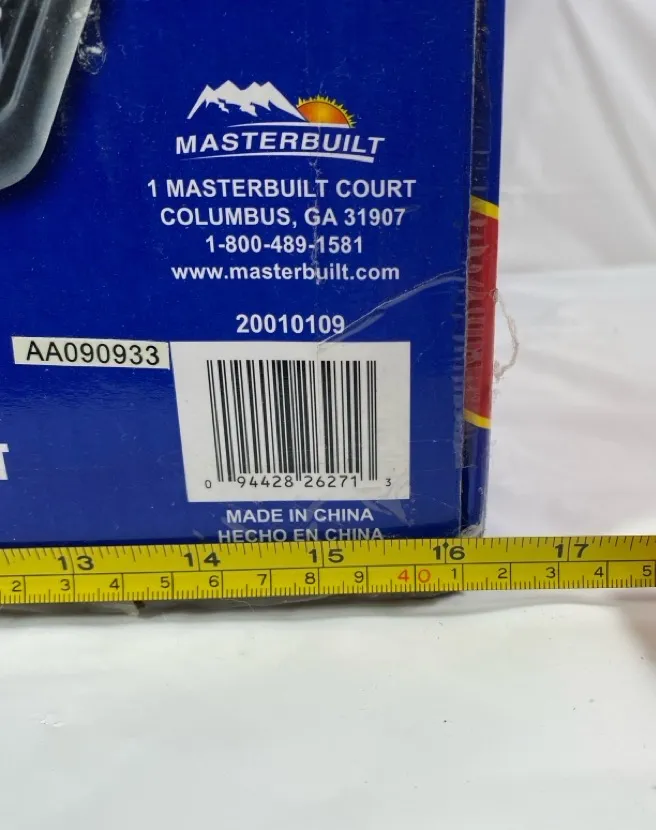 MASTERBUILT
1 MASTERBUILT COURT
COLUMBUS, GA 31907
1-800-489-1581
www.masterbuilt.com
20010109
AA090933
T
0 94428 26271 3
MADE IN CHINA
HECHO EN CHINA
13 14 15 16 17
2 3 4 5 6 7 8 9 40 1 2 3 4 5